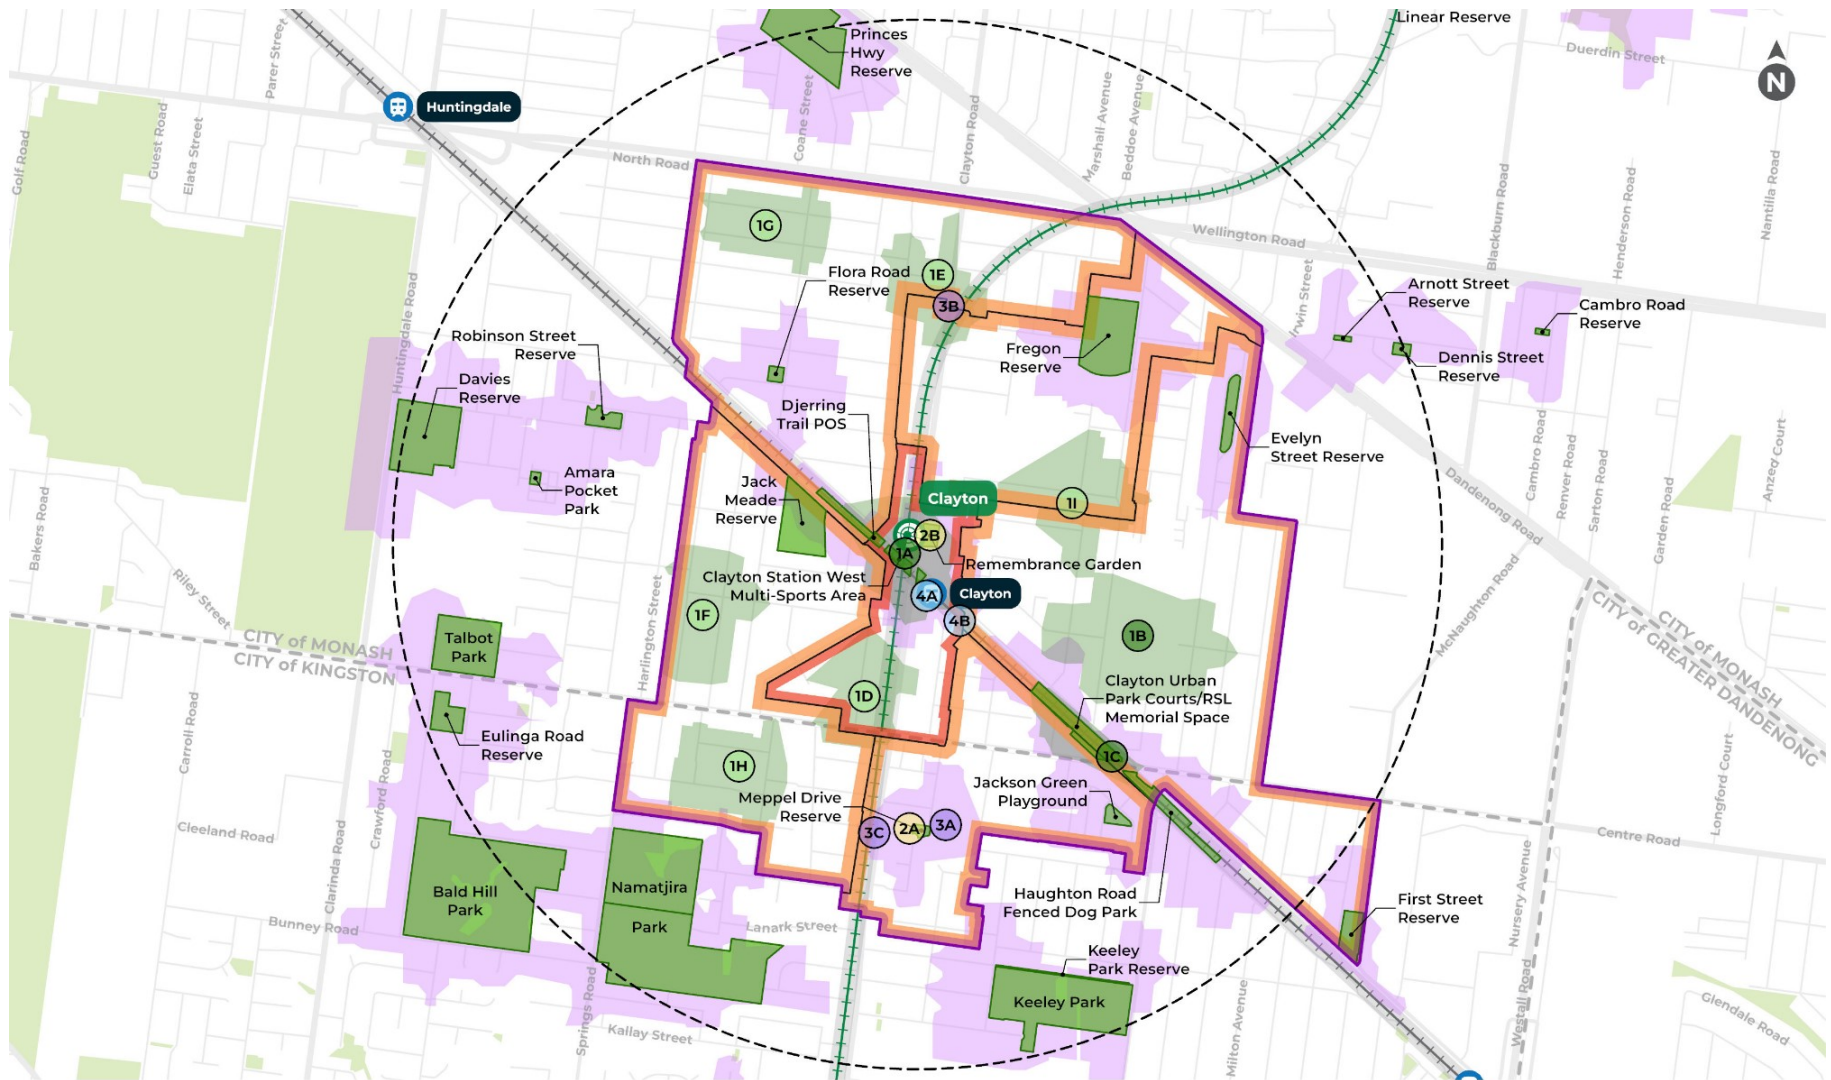 Linear Reserve
Princes
Hwy
Reserve
Duerdin Street
N
Parer Street
Huntingdale
Golf Road
Guest Road
Elata Street
Coane Street
Clayton Road
Marshall Avenue
Beddoe Avenue
North Road
Wellington Road
Blackburn Road
Henderson Road
Nantilla Road
Irwin Street
1G
1E
3B
Flora Road
Reserve
Arnott Street
Reserve
Cambro Road
Reserve
Huntingdale Road
Robinson Street
Reserve
Fregon
Reserve
Dennis Street
Reserve
Davies
Reserve
Djerring
Trail POS
Evelyn
Street Reserve
Amara
Pocket
Park
Jack
Meade
Reserve
Clayton
1I
Bakers Road
Dandenong Road
Cambro Road
Renver Road
Sarton Road
Garden Road
Anzed Court
2B
1A
Remembrance Garden
Clayton Station West
Multi-Sports Area
4A
Clayton
4B
Riley Street
Harlington Street
1F
1B
McNaughton Road
CITY of MONASH
CITY of KINGSTON
CITY of MONASH
CITY of GREATER DANDENONG
Talbot
Park
1D
Clayton Urban
Park Courts/RSL
Memorial Space
Eulinga Road
Reserve
Carroll Road
Crawford Road
1H
1C
Longford Court
Meppel Drive
Reserve
Jackson Green
Playground
3C
2A
3A
Cleeland Road
Clarinda Road
Centre Road
Bald Hill
Park
Namatjira
Park
Haughton Road
Fenced Dog Park
First Street
Reserve
Nursery Avenue
Bunney Road
Lanark Street
Keeley
Park Reserve
Keeley Park
Springs Road
Kallay Street
Milton Avenue
Westall Road
Glendale Road